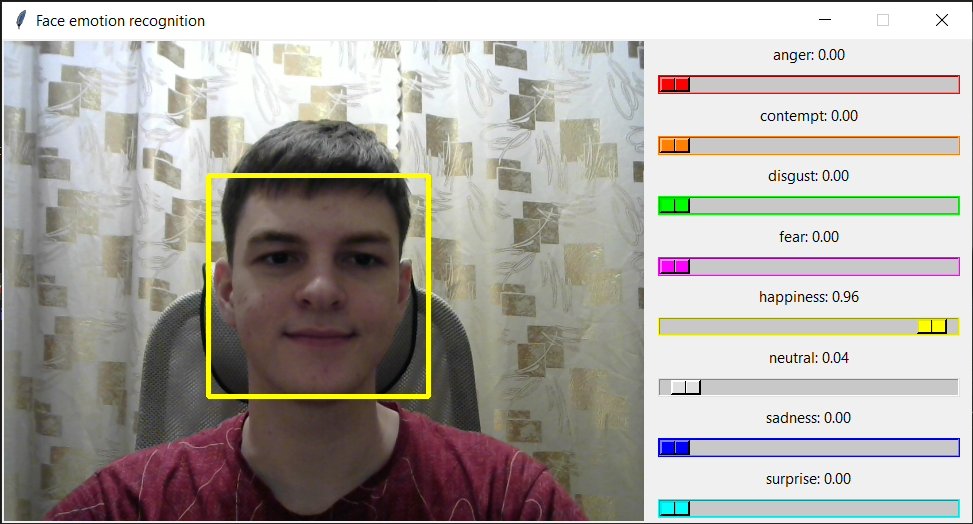 Face emotion recognition
anger: 0.00
contempt: 0.00
disgust: 0.00
fear: 0.00
happiness: 0.96
neutral: 0.04
sadness: 0.00
surprise: 0.00